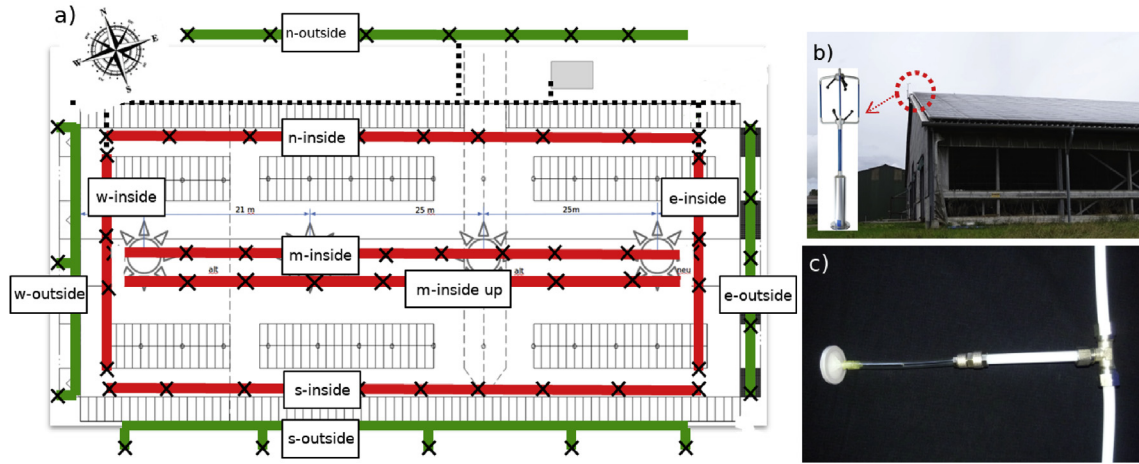 a)
N
E
W
S
n-outside
b)
n-inside
w-inside
e-inside
21 m
25 m
25m
m-inside
alt
alt
neu
m-inside up
w-outside
e-outside
c)
s-inside
s-outside